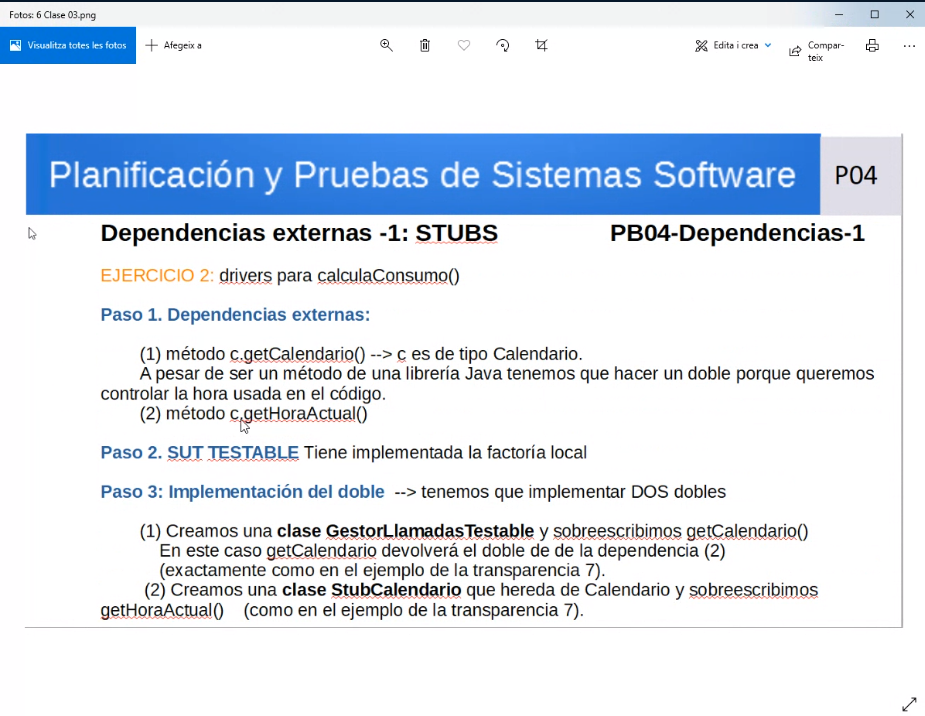 Fotos: 6 Clase 03.png
Visualitza totes les fotos
Afegeix a
Edita i crea
Compar-
teix
Planificación y Pruebas de Sistemas Software
P04
Dependencias externas -1: STUBS
PB04-Dependencias-1
EJERCICIO 2: drivers para calculaConsumo()
Paso 1. Dependencias externas:
(1) método c.getCalendario() --> c es de tipo Calendario.
A pesar de ser un método de una librería Java tenemos que hacer un doble porque queremos
controlar la hora usada en el código.
(2) método c.getHoraActual()
Paso 2. SUT TESTABLE Tiene implementada la factoría local
Paso 3: Implementación del doble --> tenemos que implementar DOS dobles
(1) Creamos una clase GestorLlamadasTestable y sobreescribimos getCalendario()
En este caso getCalendario devolverá el doble de de la dependencia (2)
(exactamente como en el ejemplo de la transparencia 7).
(2) Creamos una clase StubCalendario que hereda de Calendario y sobreescribimos
getHoraActual() (como en el ejemplo de la transparencia 7).